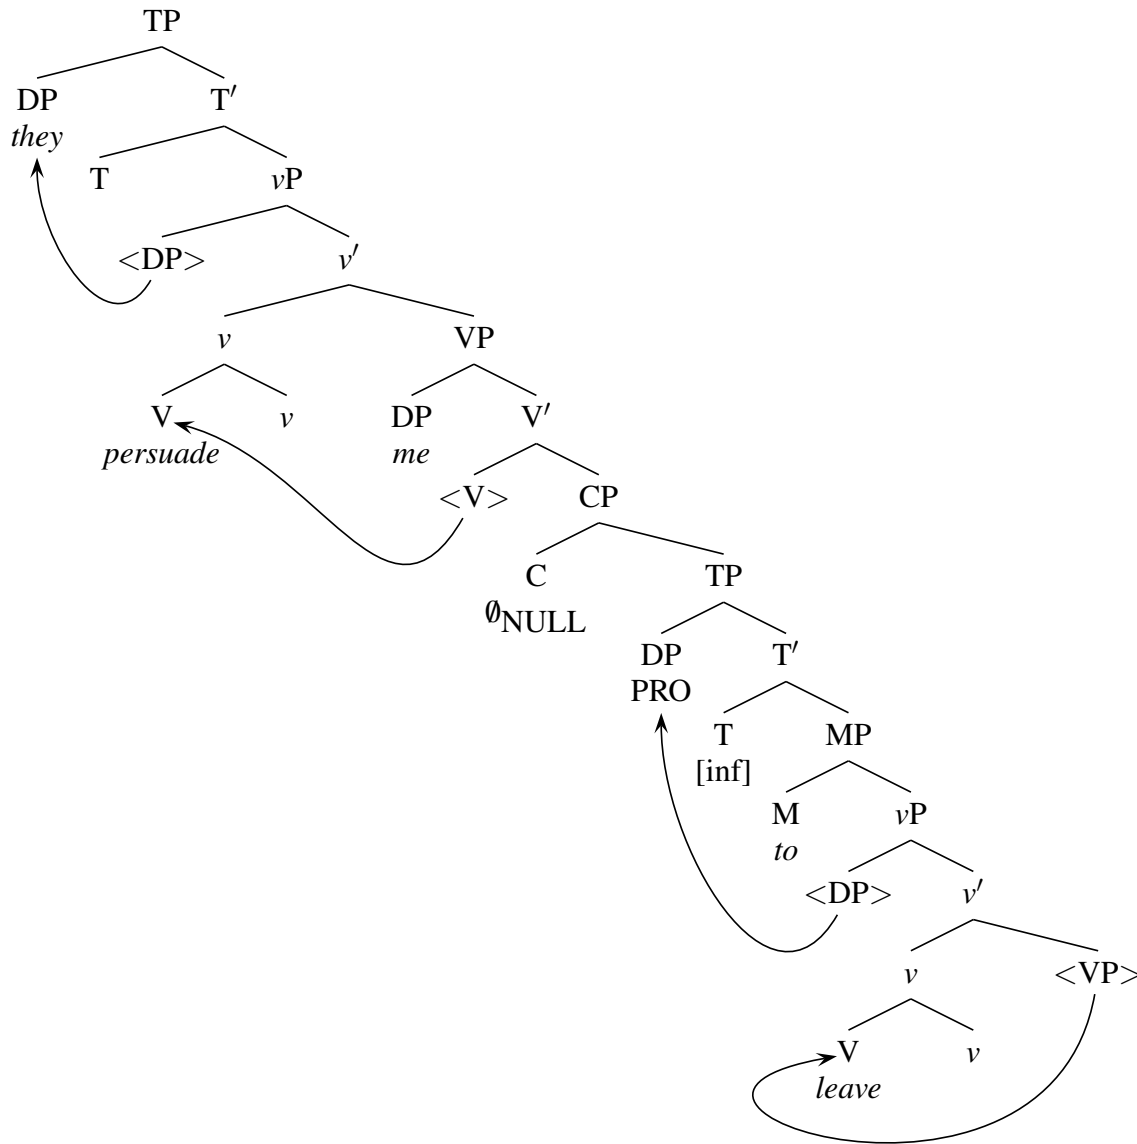 TP
DP T′
they
T vP
<DP> v′
v VP
V v DP V′
persuade me
<V> CP
C TP
∅NULL
DP T′
PRO
T MP
[inf]
M vP
to
<DP> v′
v <VP>
V v
leave